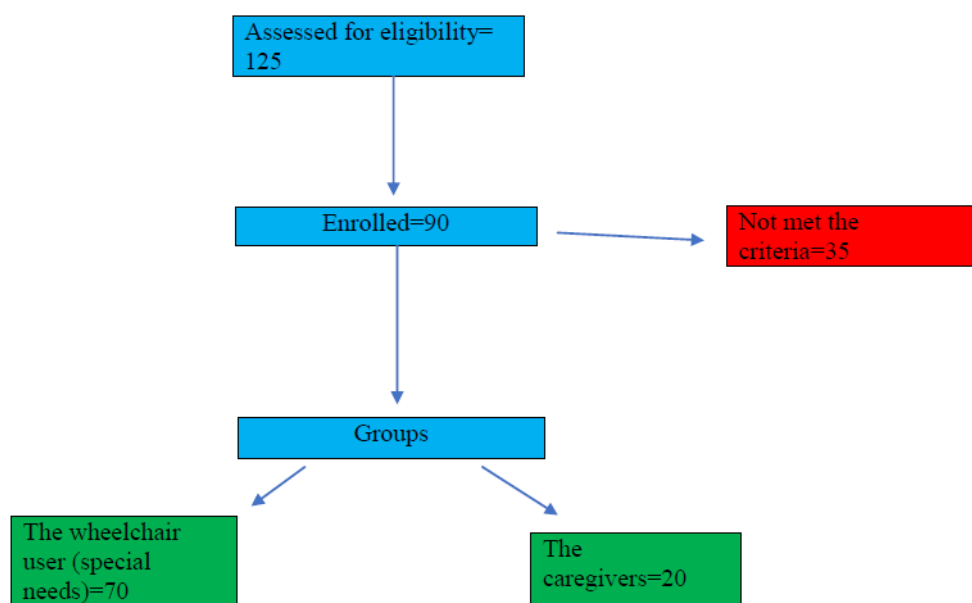 Assessed for eligibility=
125
Enrolled=90
Not met the
criteria=35
Groups
The wheelchair
user (special
needs)=70
The
caregivers=20